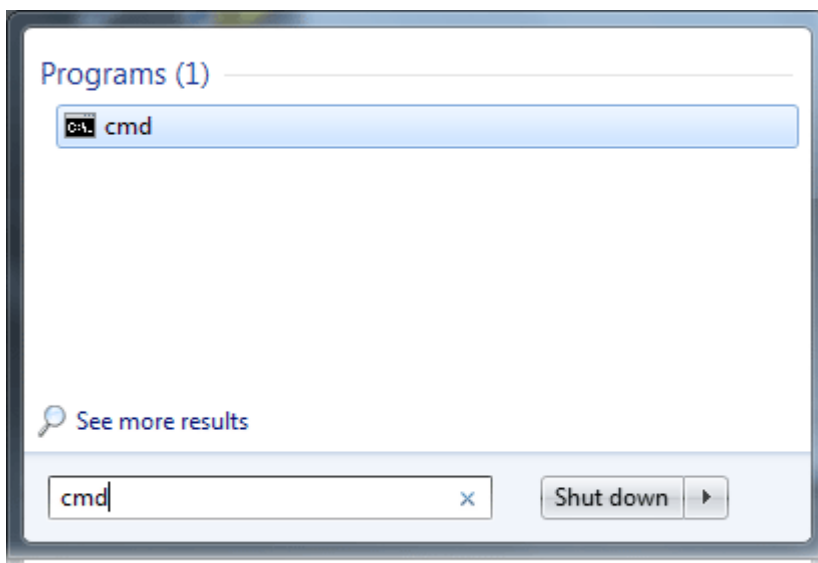 Programs (1)
C:\. cmd
See more results
cmd
Shut down